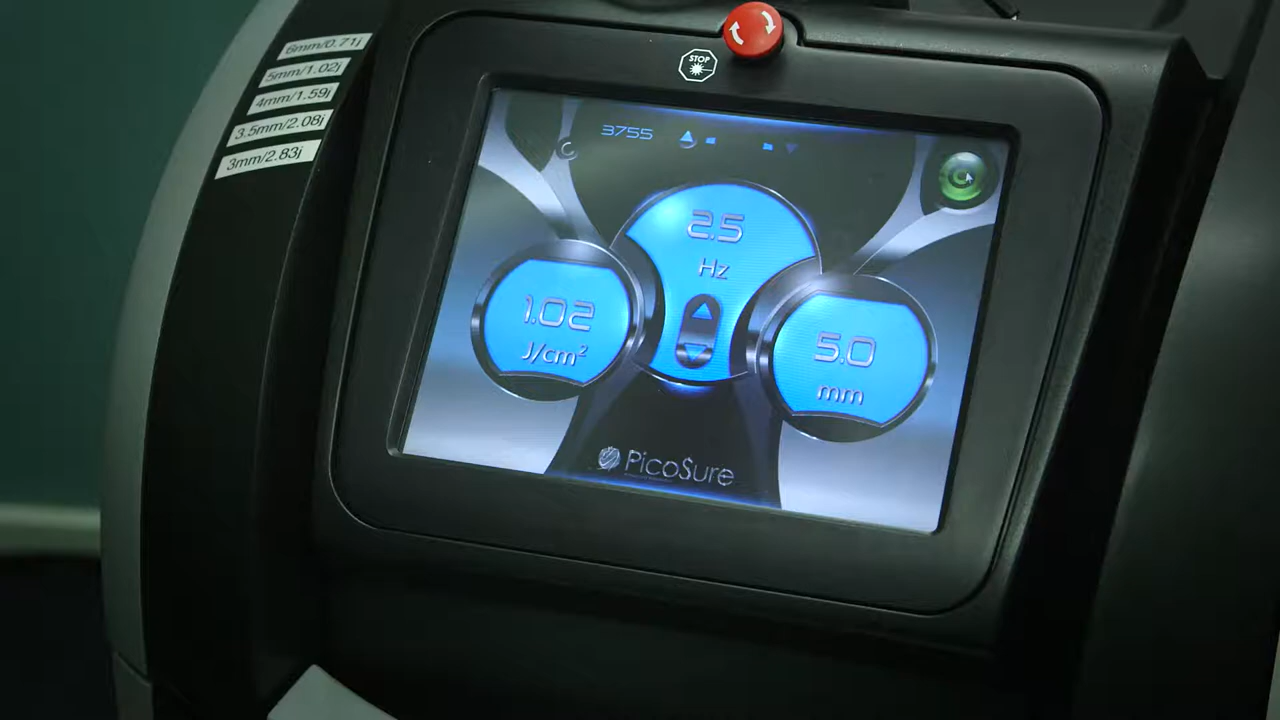 6mm/0.71j
5mm/1.02j
4mm/1.59j
3.5mm/2.08j
3mm/2.83j
STOP
3755
2.5
Hz
1.02
J/cm²
5.0
mm
PicoSure